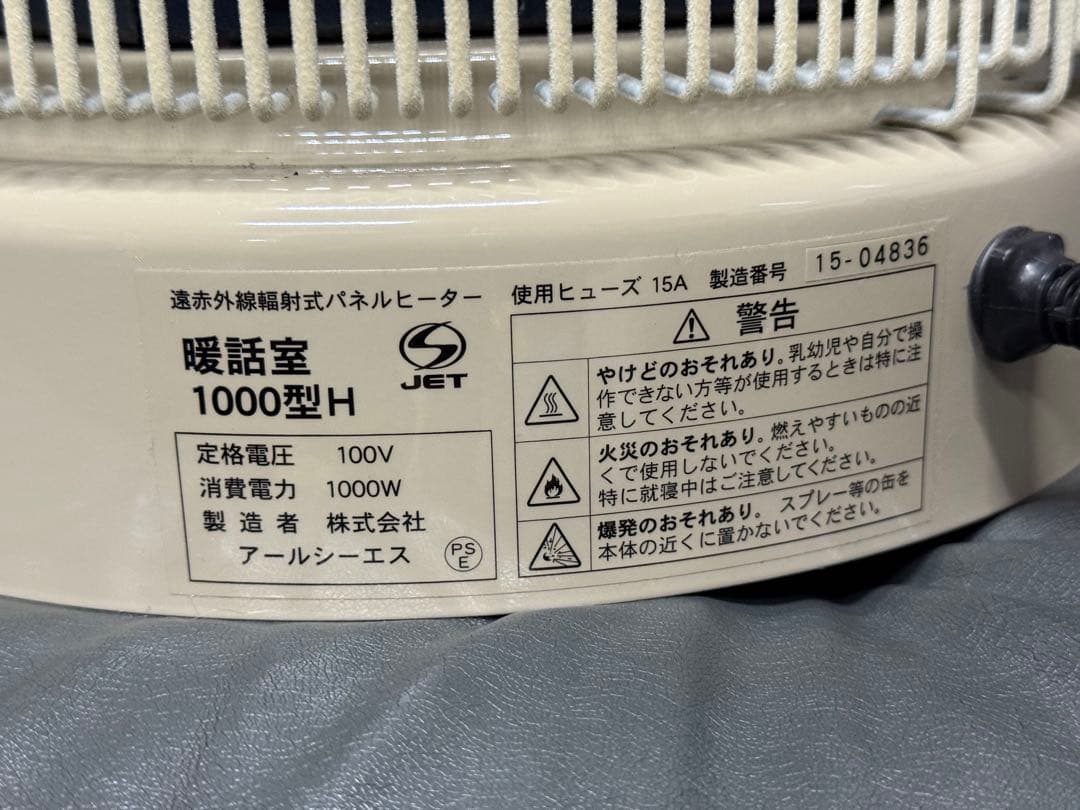 遠赤外線輻射式パネルヒーター
暖話室
1000型H
JET
定格電圧 100V
消費電力 1000W
製造者 株式会社
アールシーエス
PS
E
使用ヒューズ 15A 製造番号 15-04836
警告
やけどのおそれあり。乳幼児や自分で操
作できない方等が使用するときは特に注
意してください。
火災のおそれあり。燃えやすいものの近
くで使用しないでください。
特に就寝中はご注意してください。
爆発のおそれあり。 スプレー等の缶を
本体の近くに置かないでください。